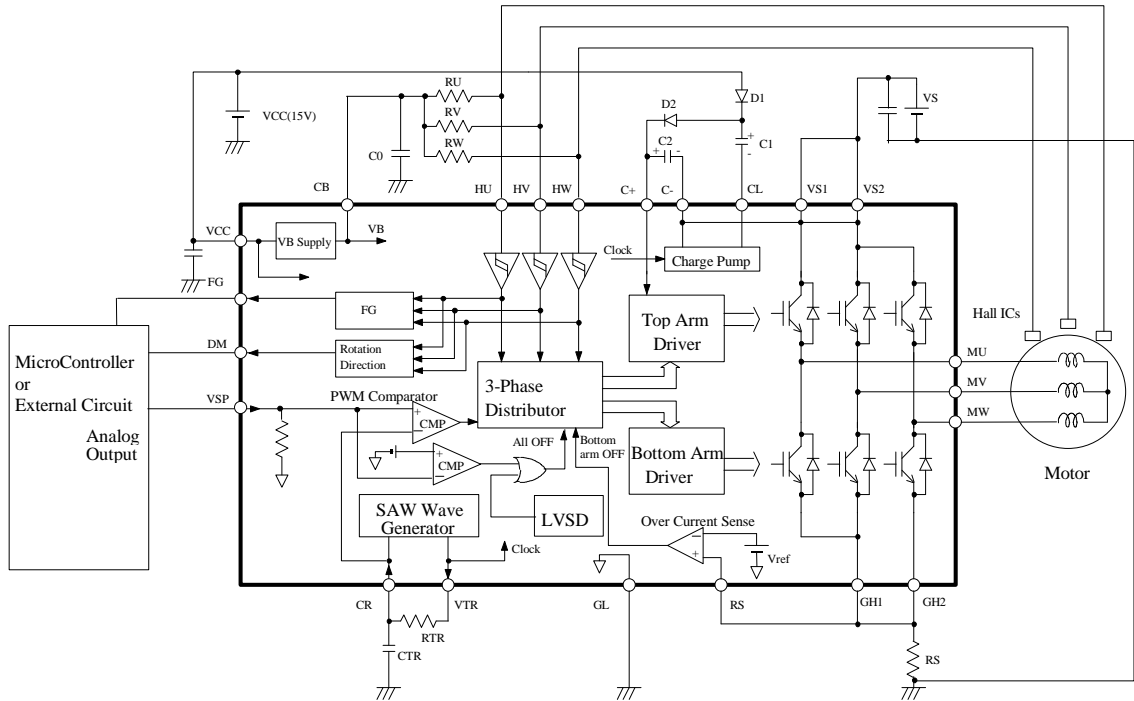 RU
D1
VS
VCC(15V)
RV
D2
RW
C2
C1
C0
+ -
+
-
CB
HU
HV
HW
C+
C-
CL
VS1
VS2
VCC
VB Supply
VB
Clock
Charge Pump
FG
FG
Top Arm
Driver
Hall ICs
MicroController
or
External Circuit
Analog
Output
DM
Rotation
Direction
3-Phase
Distributor
MU
MV
MW
VSP
PWM Comparator
+
−
CMP
All OFF
Bottom
arm OFF
Bottom Arm
Driver
+
−
CMP
Motor
SAW Wave
Generator
LVSD
Over Current Sense
−
+
Vref
Clock
CR
VTR
GL
RS
GH1
GH2
RTR
CTR
RS